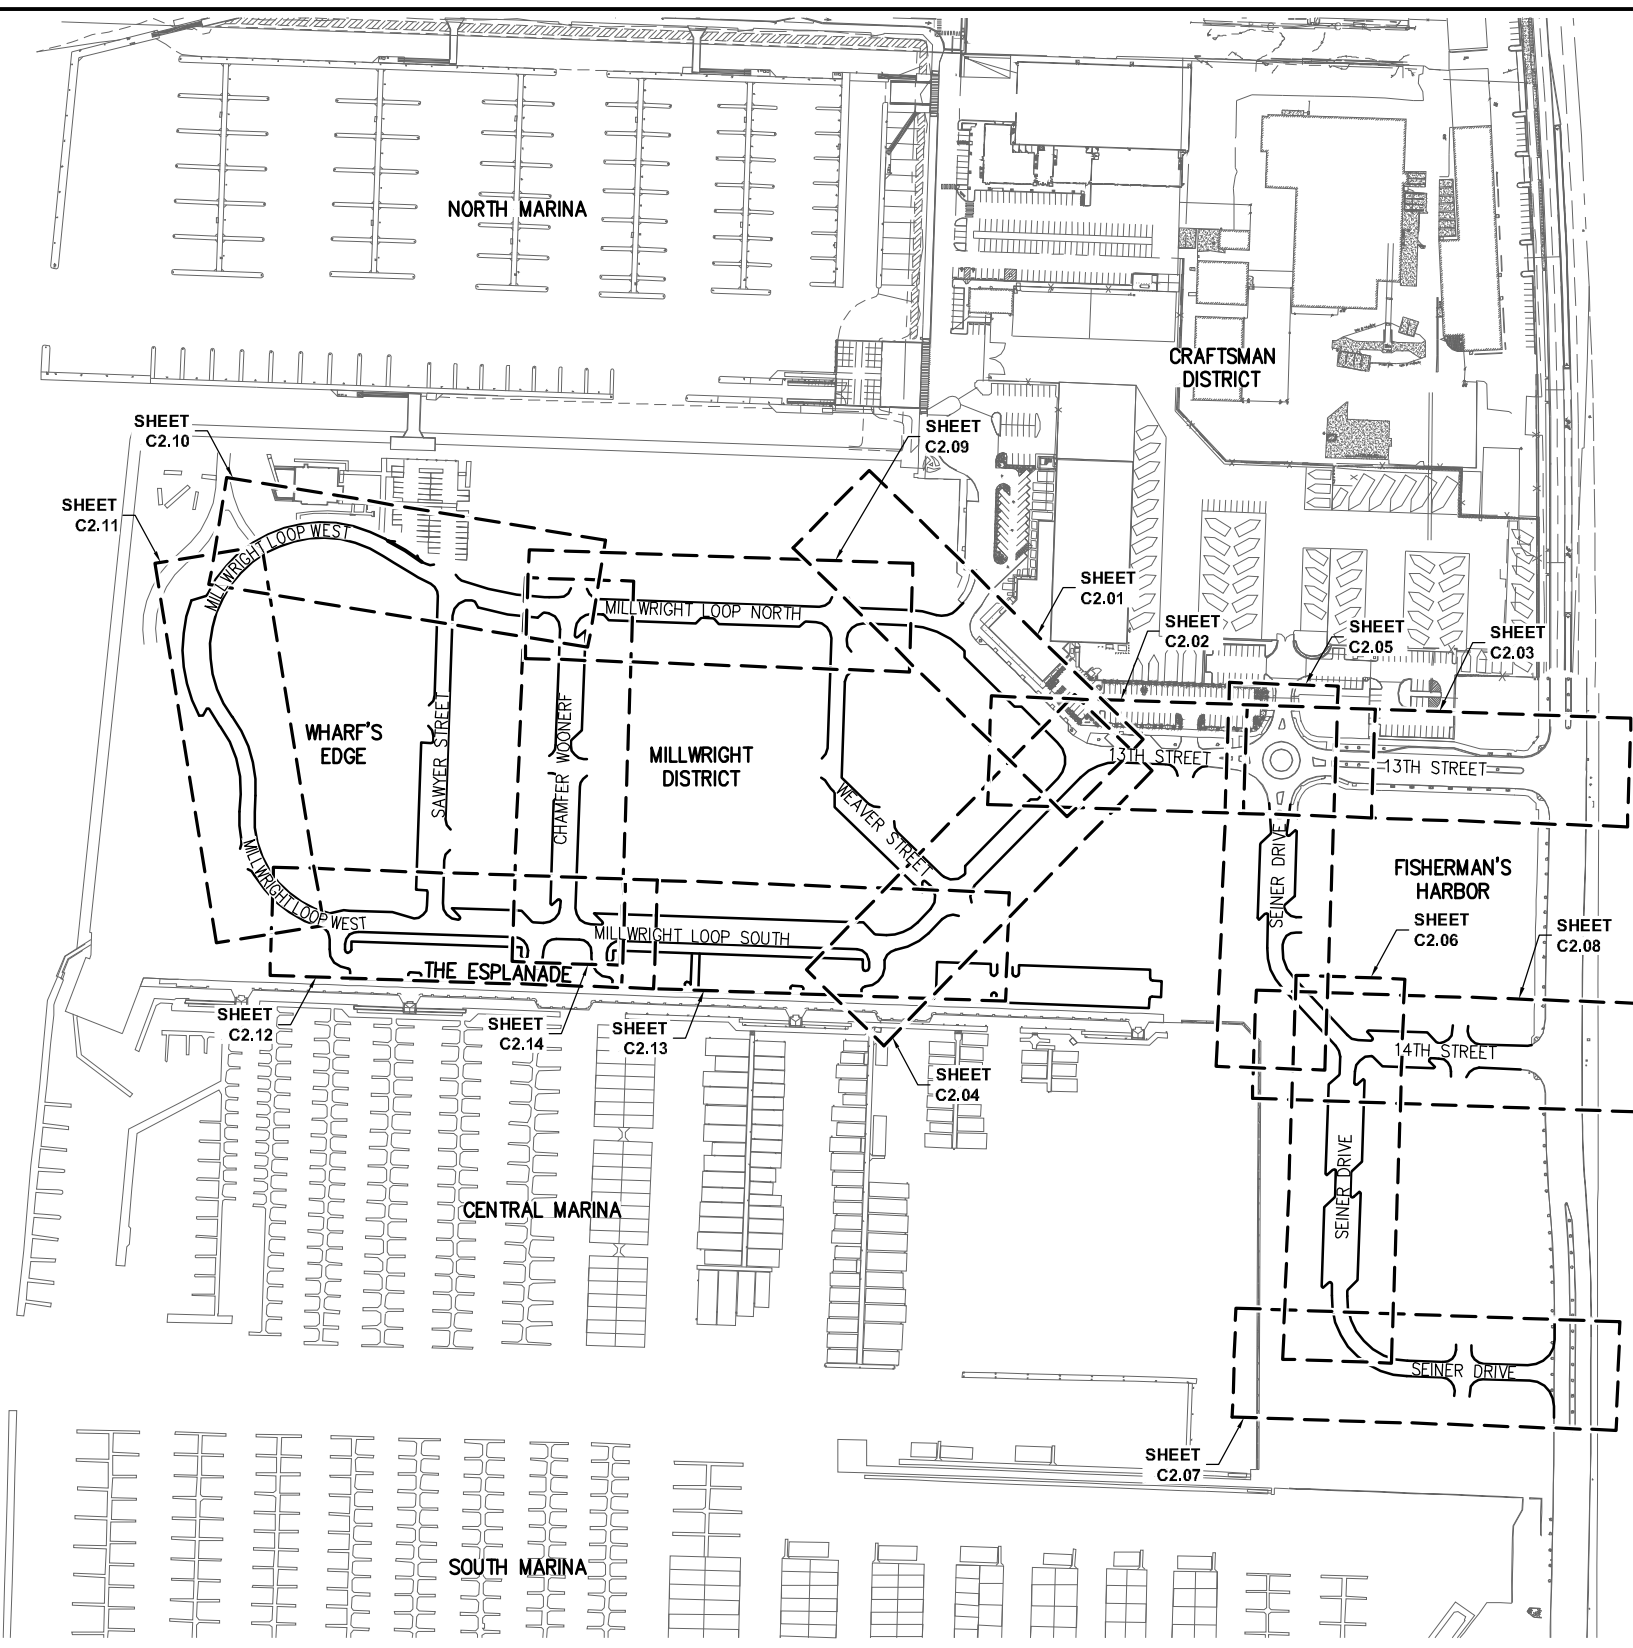 NORTH MARINA
CRAFTSMAN
DISTRICT
SHEET
C2.10
SHEET
C2.09
SHEET
C2.11
MILLWRIGHT LOOP WEST
SHEET
C2.01
MILLWRIGHT LOOP NORTH
SHEET
C2.02
SHEET
C2.05
SHEET
C2.03
WHARF'S
EDGE
SAWYER STREET
CHAMFER WOONERF
MILLWRIGHT
DISTRICT
13TH STREET
13TH STREET
WEAVER STREET
SEINER DRIVE
FISHERMAN'S
HARBOR
MILLWRIGHT LOOP WEST
MILLWRIGHT LOOP SOUTH
SHEET
C2.06
SHEET
C2.08
THE ESPLANADE
SHEET
C2.12
SHEET
C2.14
SHEET
C2.13
14TH STREET
SHEET
C2.04
SEINER DRIVE
CENTRAL MARINA
SEINER DRIVE
SHEET
C2.07
SOUTH MARINA